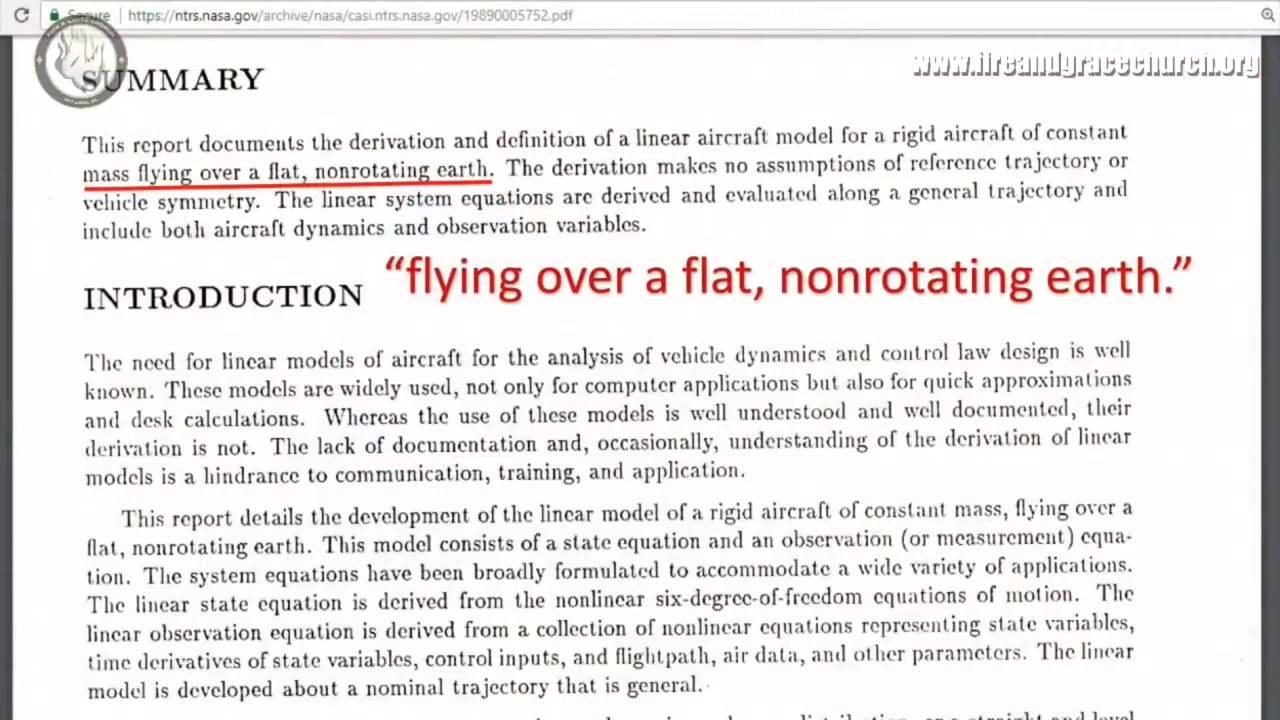 Secure
https://ntrs.nasa.gov/archive/nasa/casi.ntrs.nasa.gov/19890005752.pdf
www.fireandgracechurch.org
SUMMARY
This report documents the derivation and definition of a linear aircraft model for a rigid aircraft of constant
mass flying over a flat, nonrotating earth. The derivation makes no assumptions of reference trajectory or
vehicle symmetry. The linear system equations are derived and evaluated along a general trajectory and
include both aircraft dynamics and observation variables.
“flying over a flat, nonrotating earth.”
INTRODUCTION
The need for linear models of aircraft for the analysis of vehicle dynamics and control law design is well
known. These models are widely used, not only for computer applications but also for quick approximations
and desk calculations. Whereas the use of these models is well understood and well documented, their
derivation is not. The lack of documentation and, occasionally, understanding of the derivation of linear
models is a hindrance to communication, training, and application.
This report details the development of the linear model of a rigid aircraft of constant mass, flying over a
flat, nonrotating earth. This model consists of a state equation and an observation (or measurement) equa-
tion. The system equations have been broadly formulated to accommodate a wide variety of applications.
The linear state equation is derived from the nonlinear six-degree-of-freedom equations of motion. The
linear observation equation is derived from a collection of nonlinear equations representing state variables,
time derivatives of state variables, control inputs, and flightpath, air data, and other parameters. The linear
model is developed about a nominal trajectory that is general.